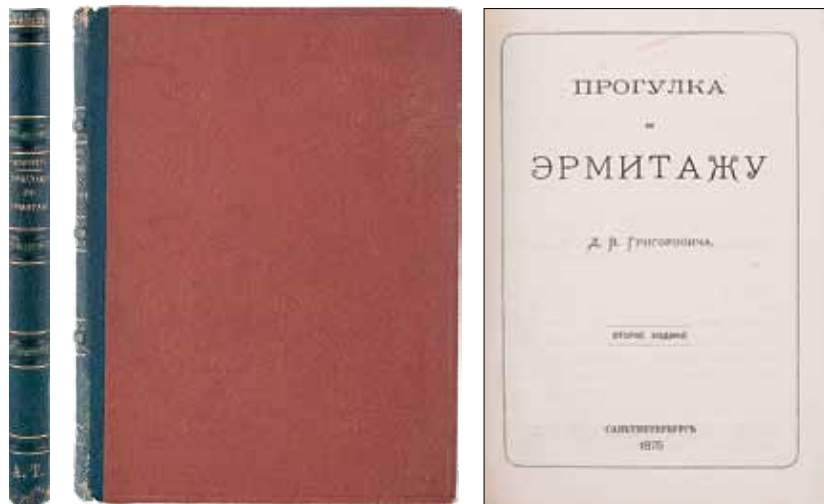 А. Т.
ПРОГУЛКА
ПО
ЭРМИТАЖУ
Д. В. Григоровича.
ВТОРОЕ ИЗДАНІЕ
САНКТПЕТЕРБУРГЪ
1875